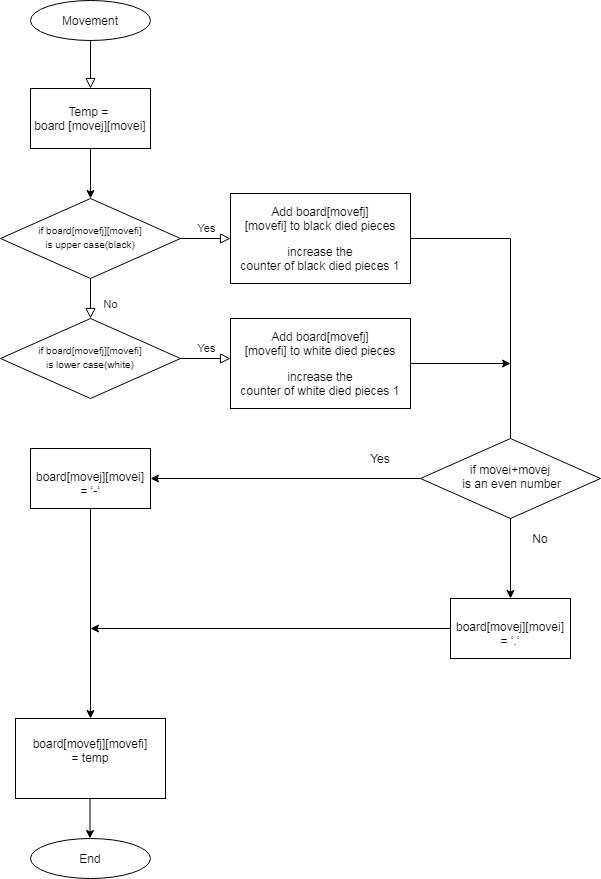 Movement
Temp =
board [movej][movei]
if board[movefj][movefi]
is upper case(black)
Yes
Add board[movefj]
[movefi] to black died pieces
increase the
counter of black died pieces 1
No
if board[movefj][movefi]
is lower case(white)
Yes
Add board[movefj]
[movefi] to white died pieces
increase the
counter of white died pieces 1
if movei+movej
is an even number
Yes
board[movej][movei]
= ‘-‘
No
board[movej][movei]
= ‘.‘
board[movefj][movefi]
= temp
End